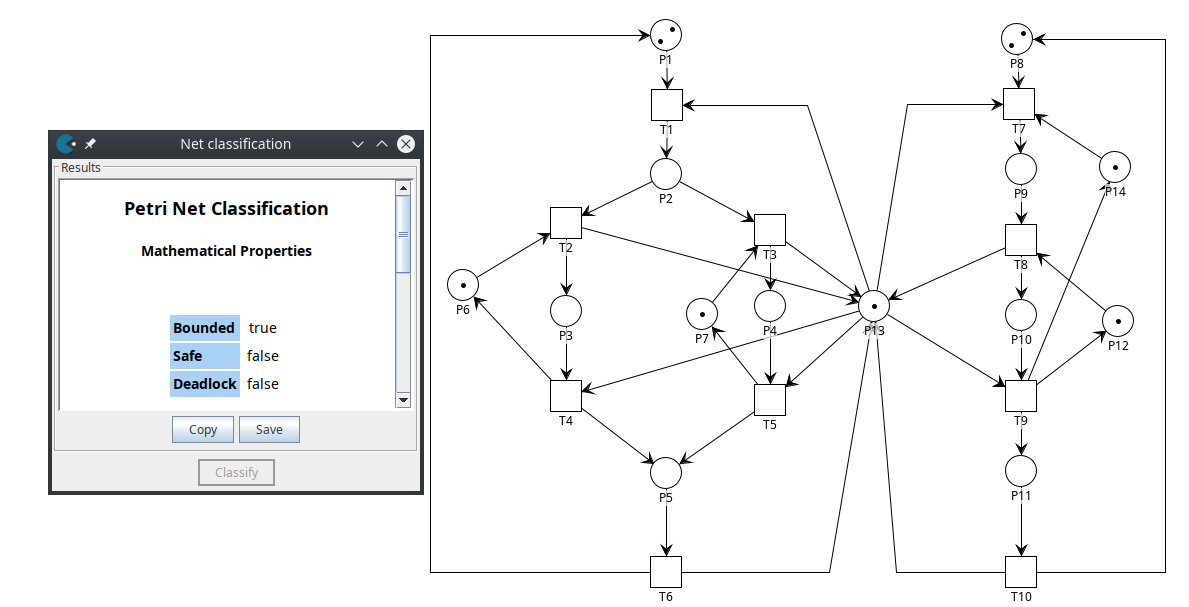 Net classification
Results
Petri Net Classification
Mathematical Properties
Bounded true
Safe false
Deadlock false
Copy Save
Classify
P1
T1
P2
T2
T3
P6
P3
P7
P4
T4
T5
P5
T6
P13
P8
T7
P9
P14
T8
P10
P12
T9
P11
T10